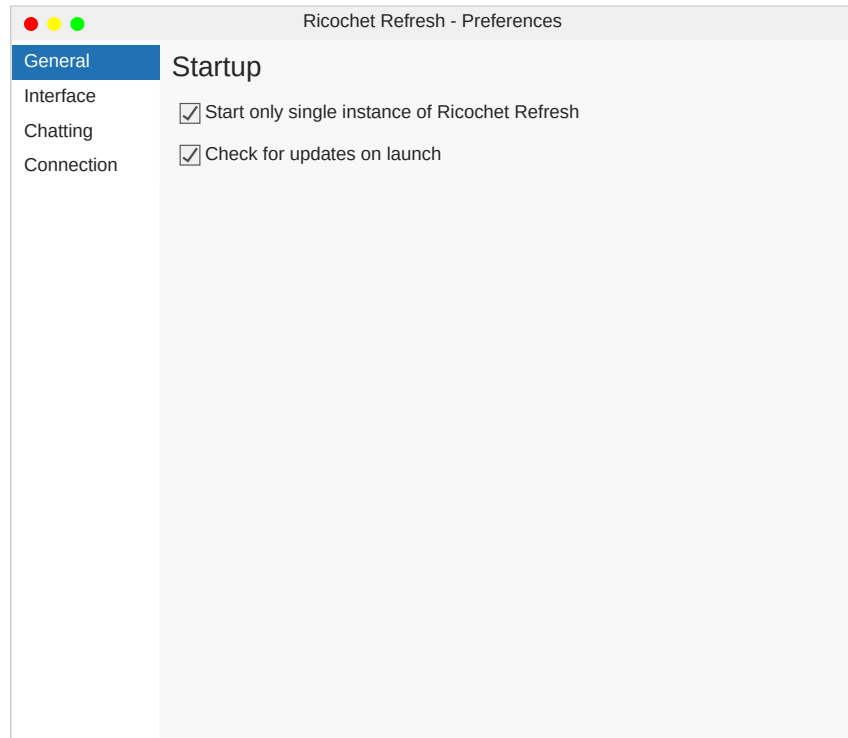 Ricochet Refresh - Preferences
General
Interface
Chatting
Connection
Startup
Start only single instance of Ricochet Refresh
Check for updates on launch